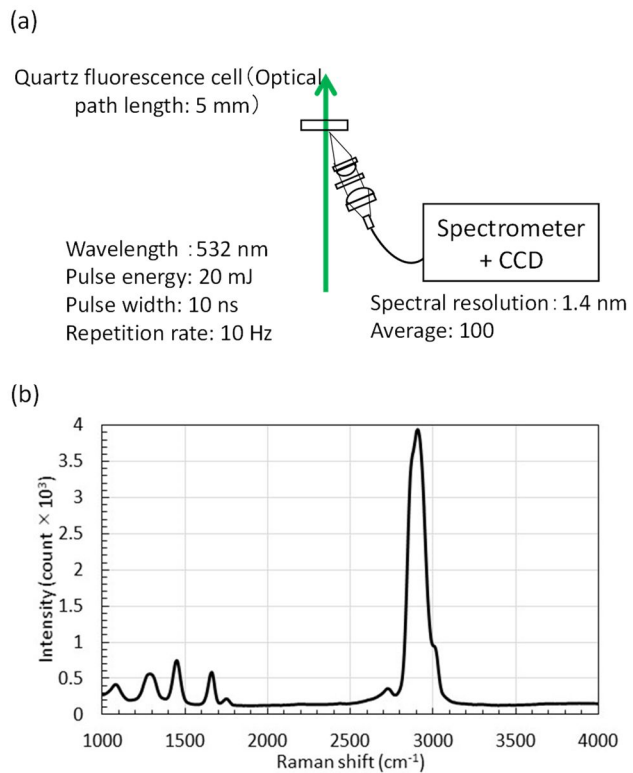 (a)
Quartz fluorescence cell（Optical
path length: 5 mm）
Wavelength ：532 nm
Pulse energy: 20 mJ
Pulse width: 10 ns
Repetition rate: 10 Hz
Spectrometer
+ CCD
Spectral resolution：1.4 nm
Average: 100
(b)
Intensity (count × 10³)
4
3.5
3
2.5
2
1.5
1
0.5
0
1000 1500 2000 2500 3000 3500 4000
Raman shift (cm⁻¹)